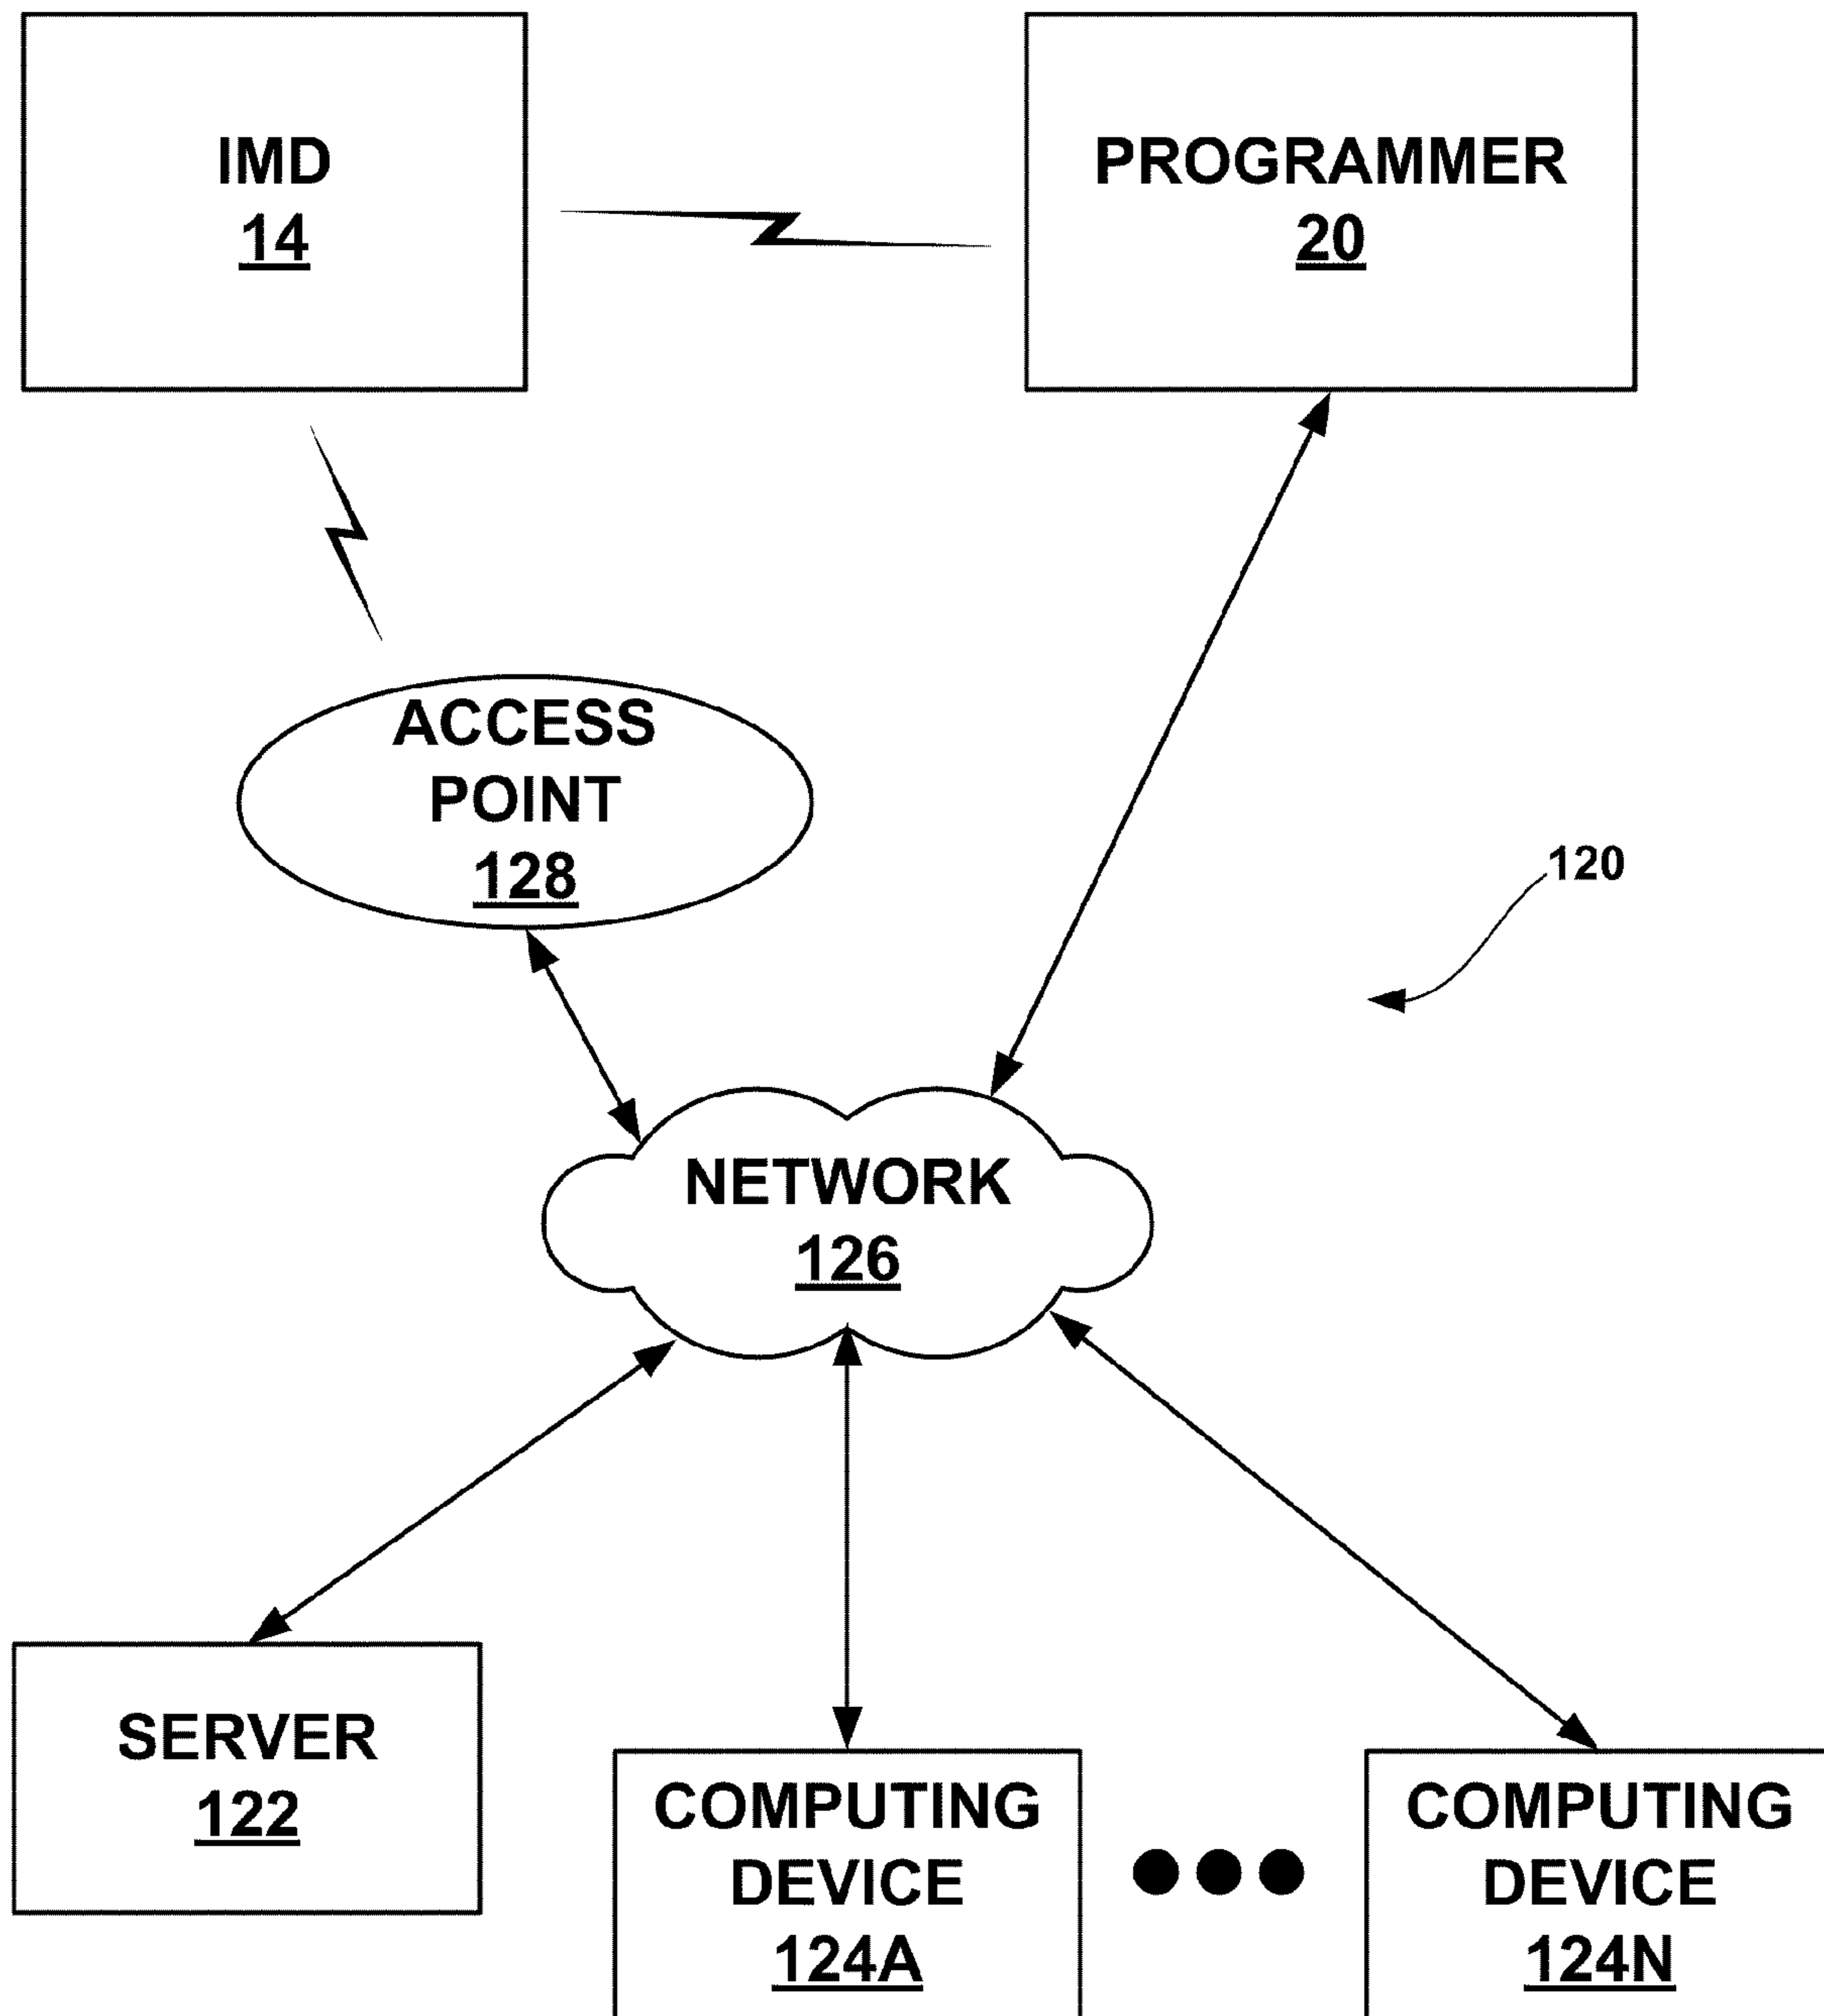 IMD
14
PROGRAMMER
20
ACCESS
POINT
128
120
NETWORK
126
SERVER
122
COMPUTING
DEVICE
124A
COMPUTING
DEVICE
124N